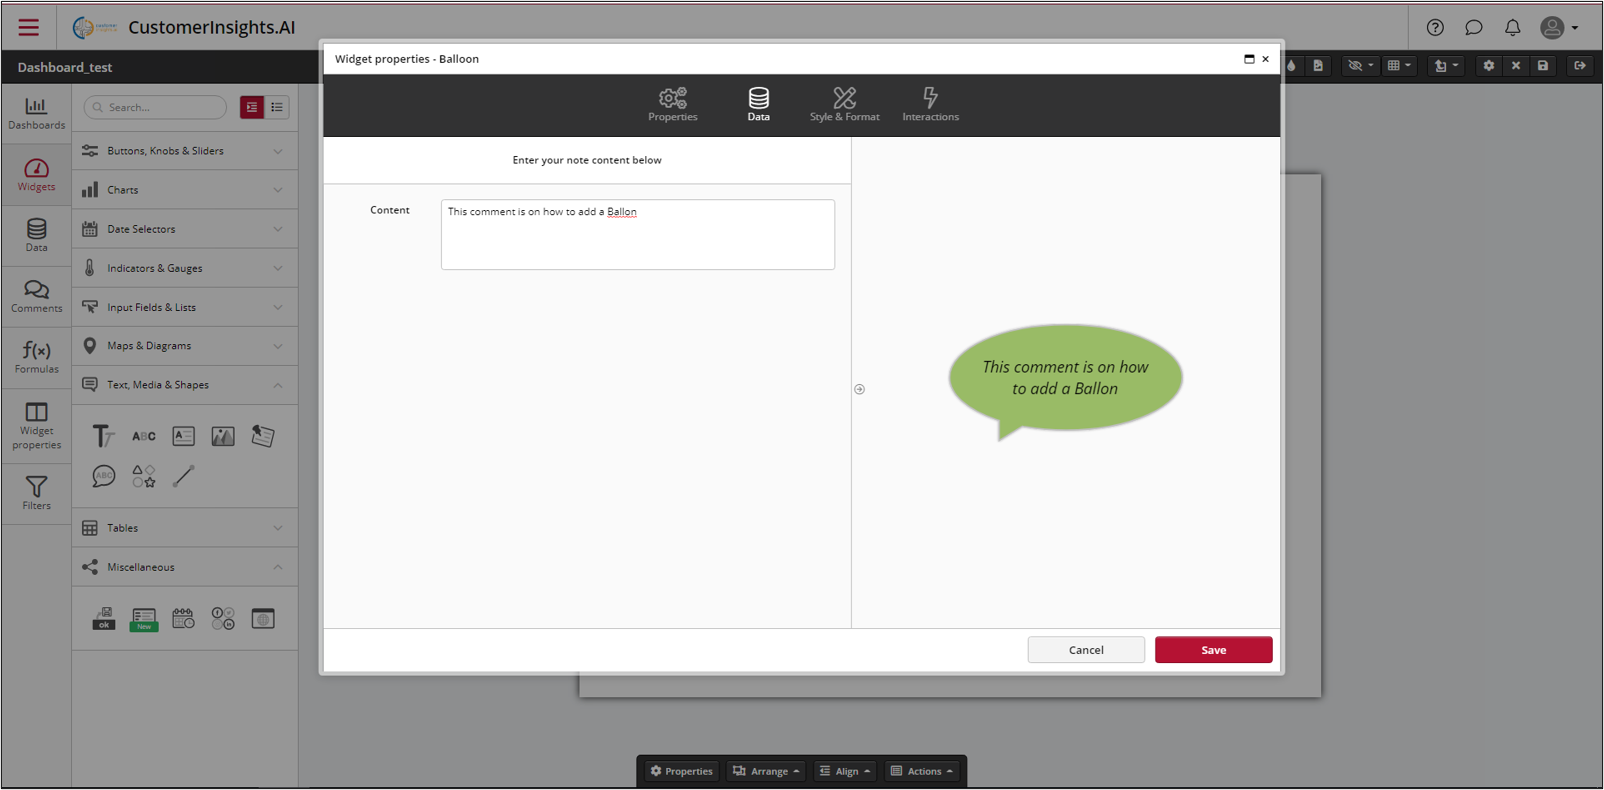 CustomerInsights.AI
Dashboard_test
Dashboards
Widgets
Data
Comments
Formulas
Widget
properties
Filters
Search...
Buttons, Knobs & Sliders
Charts
Date Selectors
Indicators & Gauges
Input Fields & Lists
Maps & Diagrams
Text, Media & Shapes
ABC
ABC
Tables
Miscellaneous
ok
New
Widget properties - Balloon
Properties
Data
Style & Format
Interactions
Enter your note content below
Content
This comment is on how to add a Ballon
This comment is on how
to add a Ballon
Cancel
Save
Properties
Arrange
Align
Actions